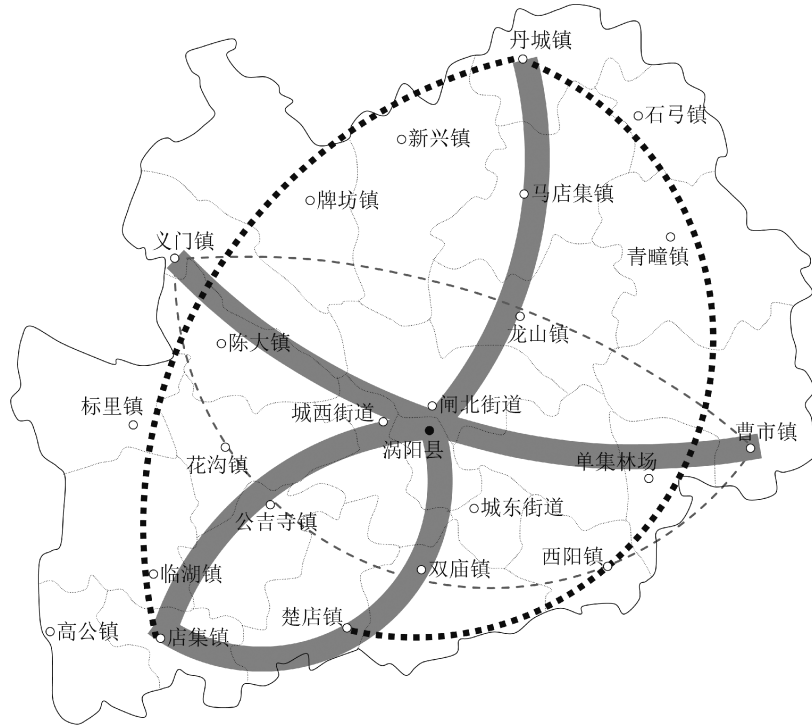 丹城镇
石弓镇
新兴镇
马店集镇
牌坊镇
义门镇
青疃镇
龙山镇
陈大镇
标里镇
城西街道
闸北街道
曹市镇
涡阳县
花沟镇
单集林场
公吉寺镇
城东街道
西阳镇
临湖镇
双庙镇
楚店镇
高公镇
店集镇